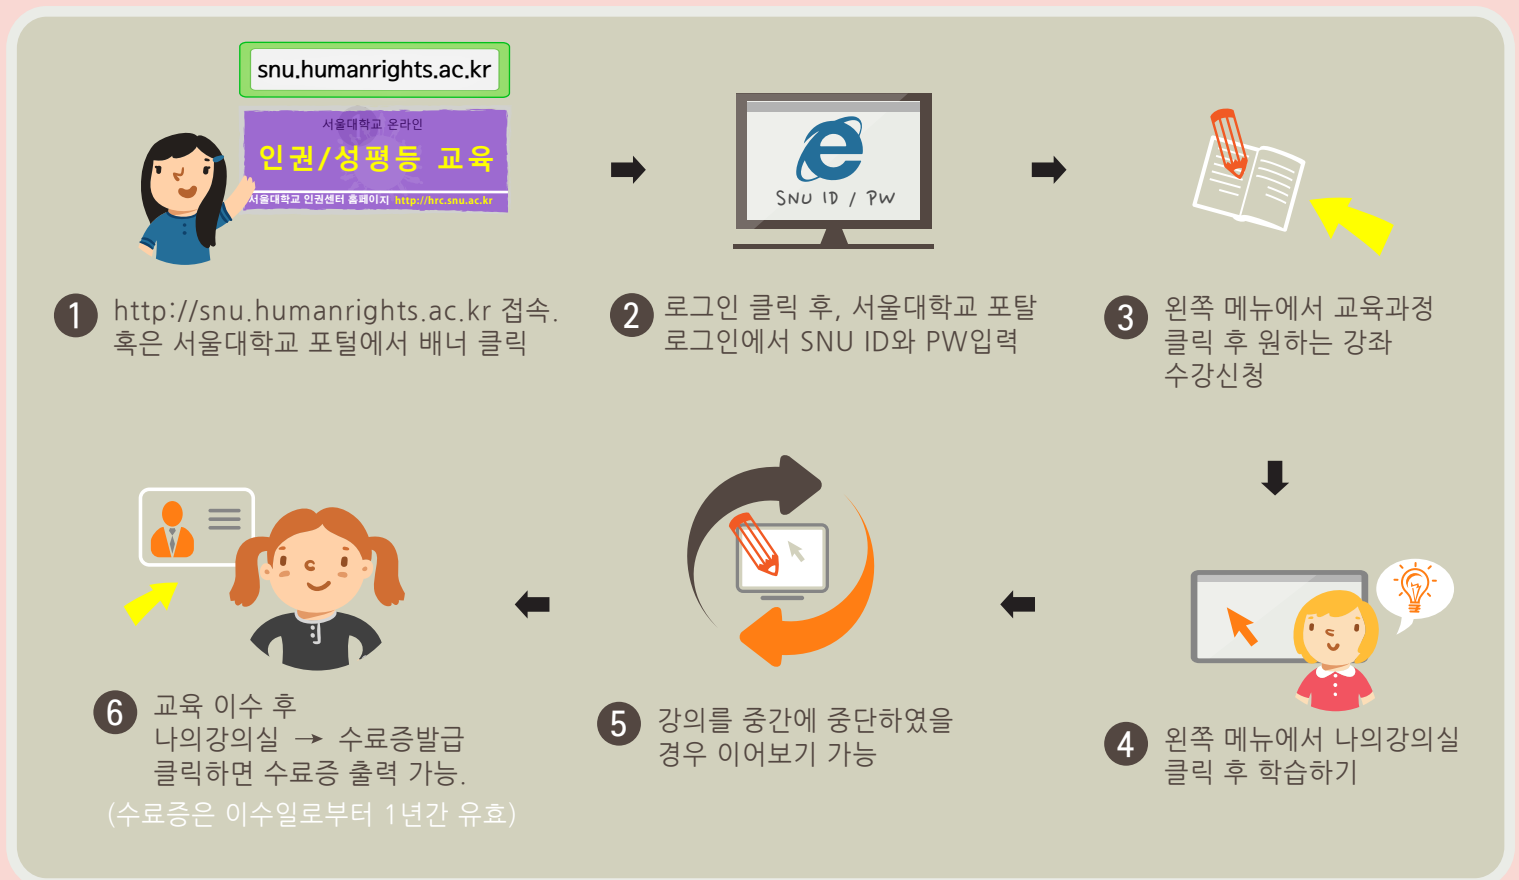 snu.humanrights.ac.kr
서울대학교 온라인
인권/성평등 교육
서울대학교 인권센터 홈페이지 http://hrc.snu.ac.kr
SNU ID / PW
1 http://snu.humanrights.ac.kr 접속.
혹은 서울대학교 포털에서 배너 클릭
2 로그인 클릭 후, 서울대학교 포탈
로그인에서 SNU ID와 PW입력
3 왼쪽 메뉴에서 교육과정
클릭 후 원하는 강좌
수강신청
4 왼쪽 메뉴에서 나의강의실
클릭 후 학습하기
5 강의를 중간에 중단하였을
경우 이어보기 가능
6 교육 이수 후
나의강의실 → 수료증발급
클릭하면 수료증 출력 가능.
(수료증은 이수일로부터 1년간 유효)